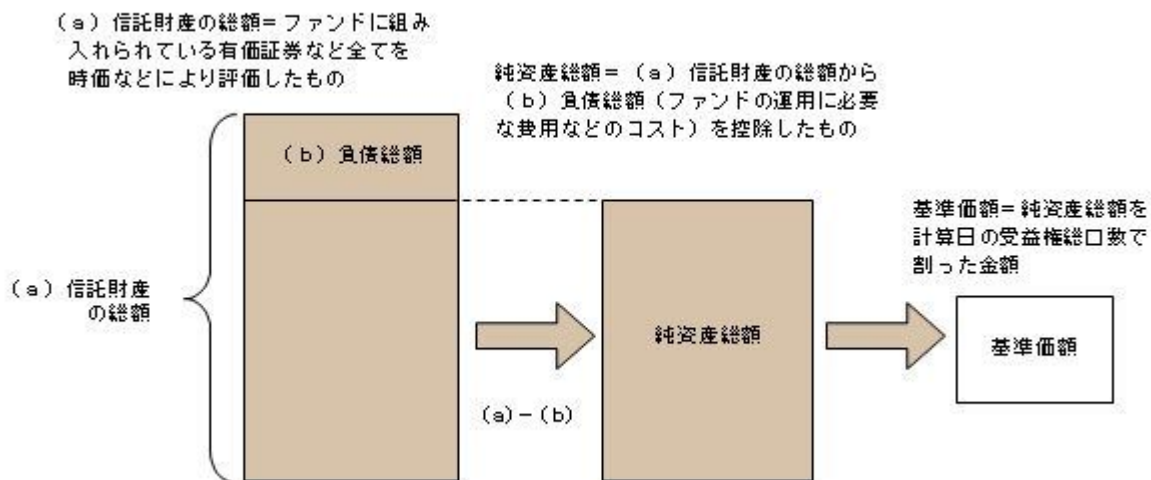 (a)信託財産の総額=ファンドに組み
入れられている有価証券など全てを
時価などにより評価したもの
純資産総額=(a)信託財産の総額から
(b)負債総額(ファンドの運用に必要
な費用などのコスト)を控除したもの
(b)負債総額
基準価額=純資産総額を
計算日の受益権総口数で
割った金額
(a)信託財産
の総額
純資産総額
基準価額
(a)-(b)